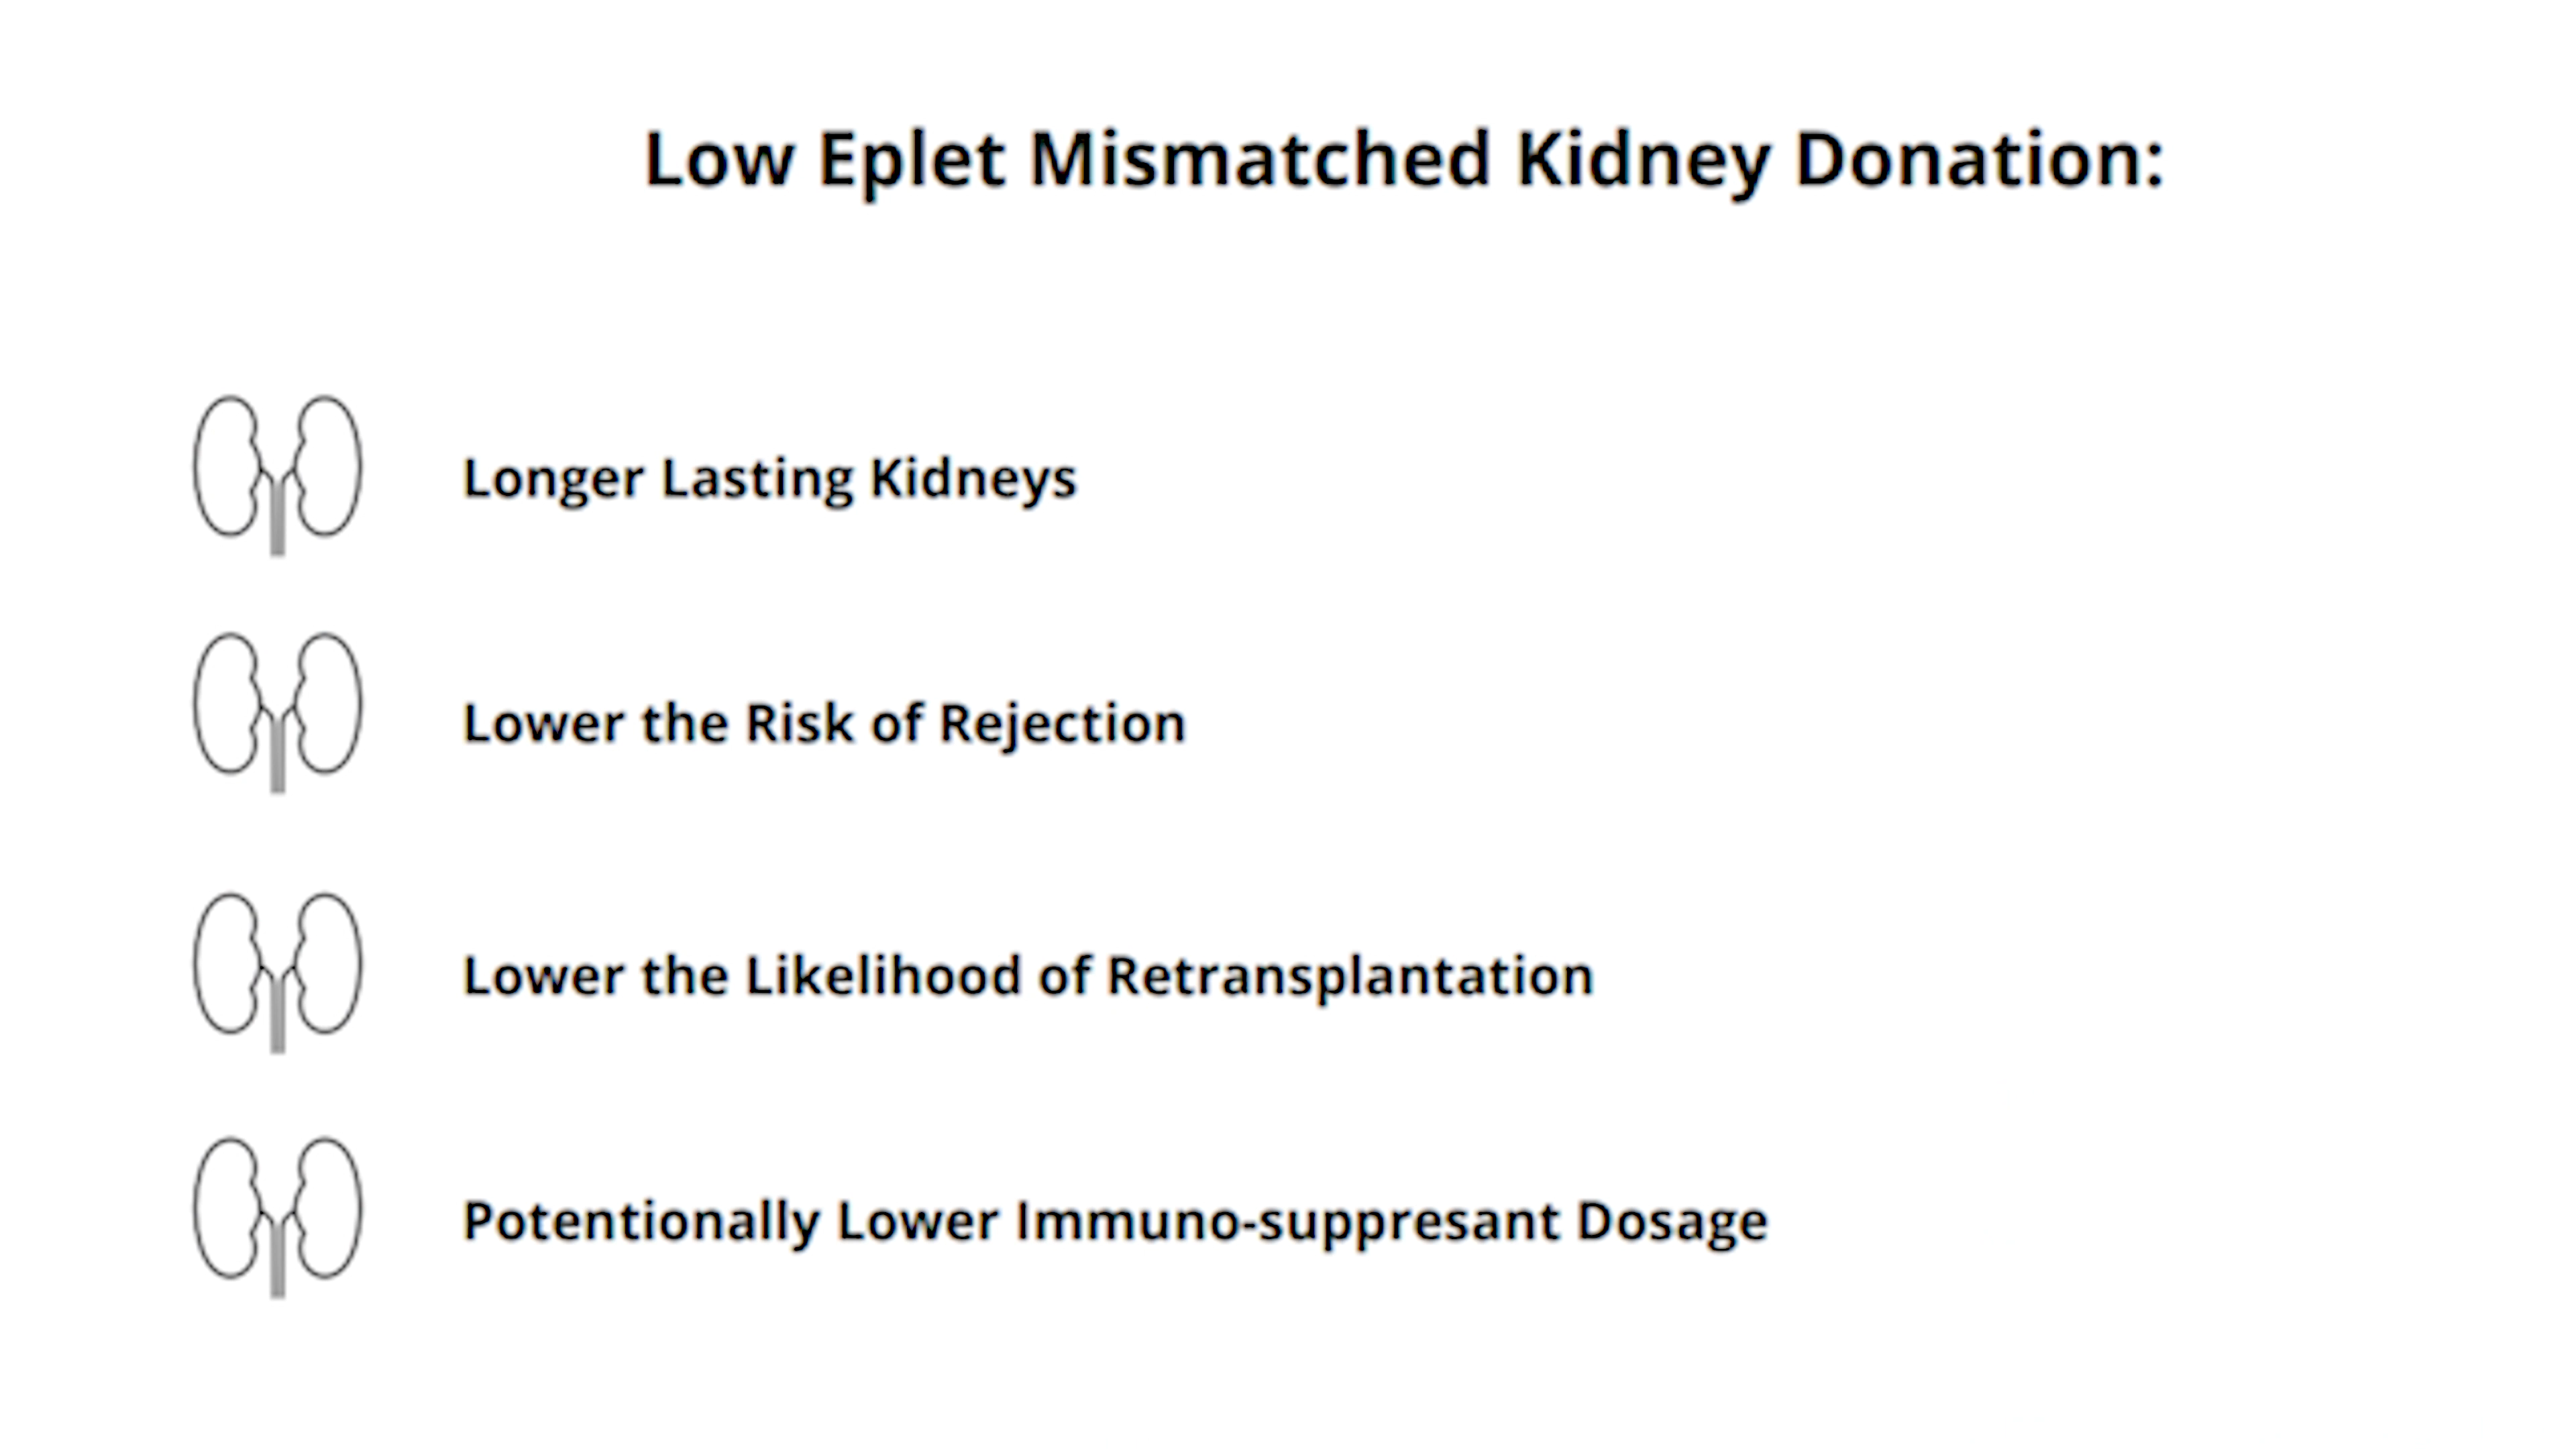 Low Eplet Mismatched Kidney Donation:
Longer Lasting Kidneys
Lower the Risk of Rejection
Lower the Likelihood of Retransplantation
Potentionally Lower Immuno-suppresant Dosage